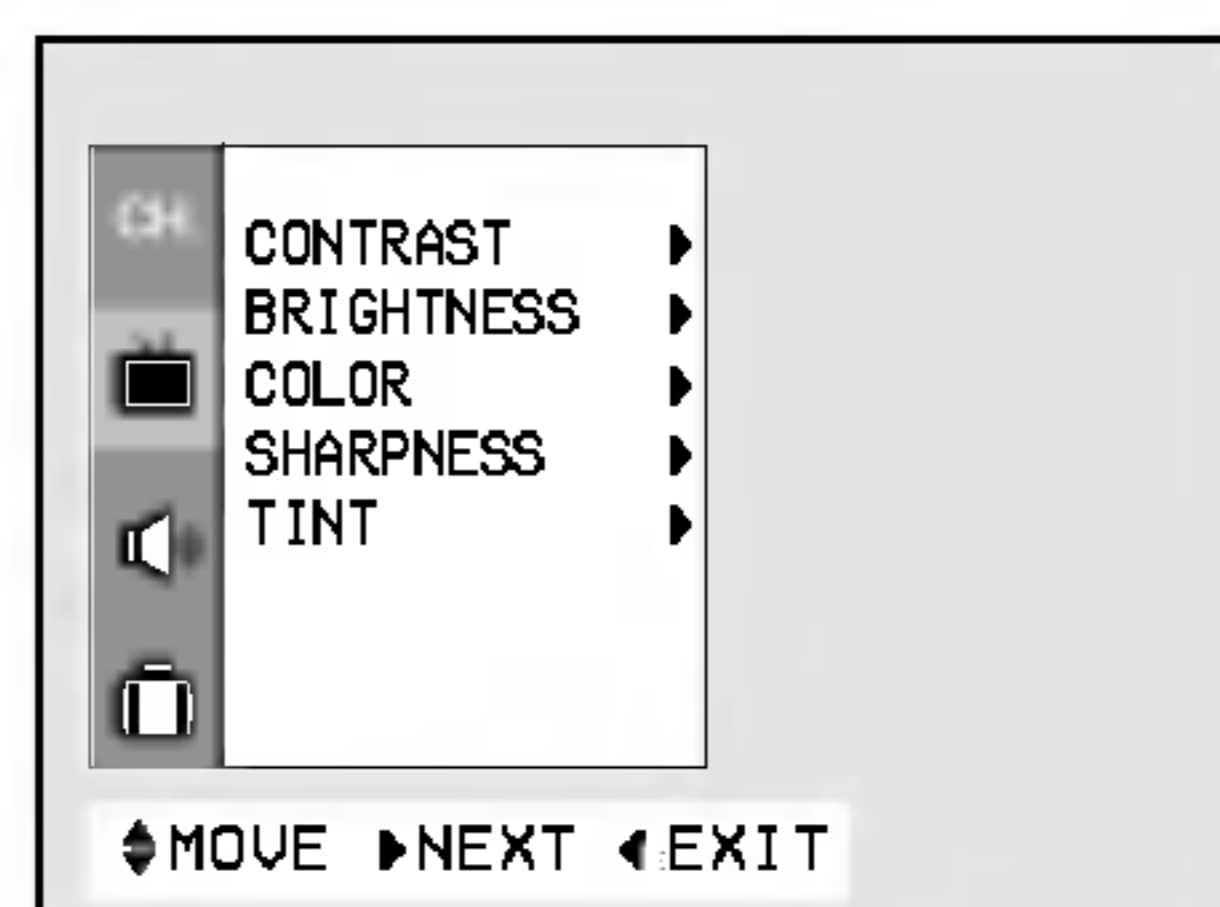 CH
CONTRAST
BRIGHTNESS
COLOR
SHARPNESS
TINT
MOVE NEXT EXIT